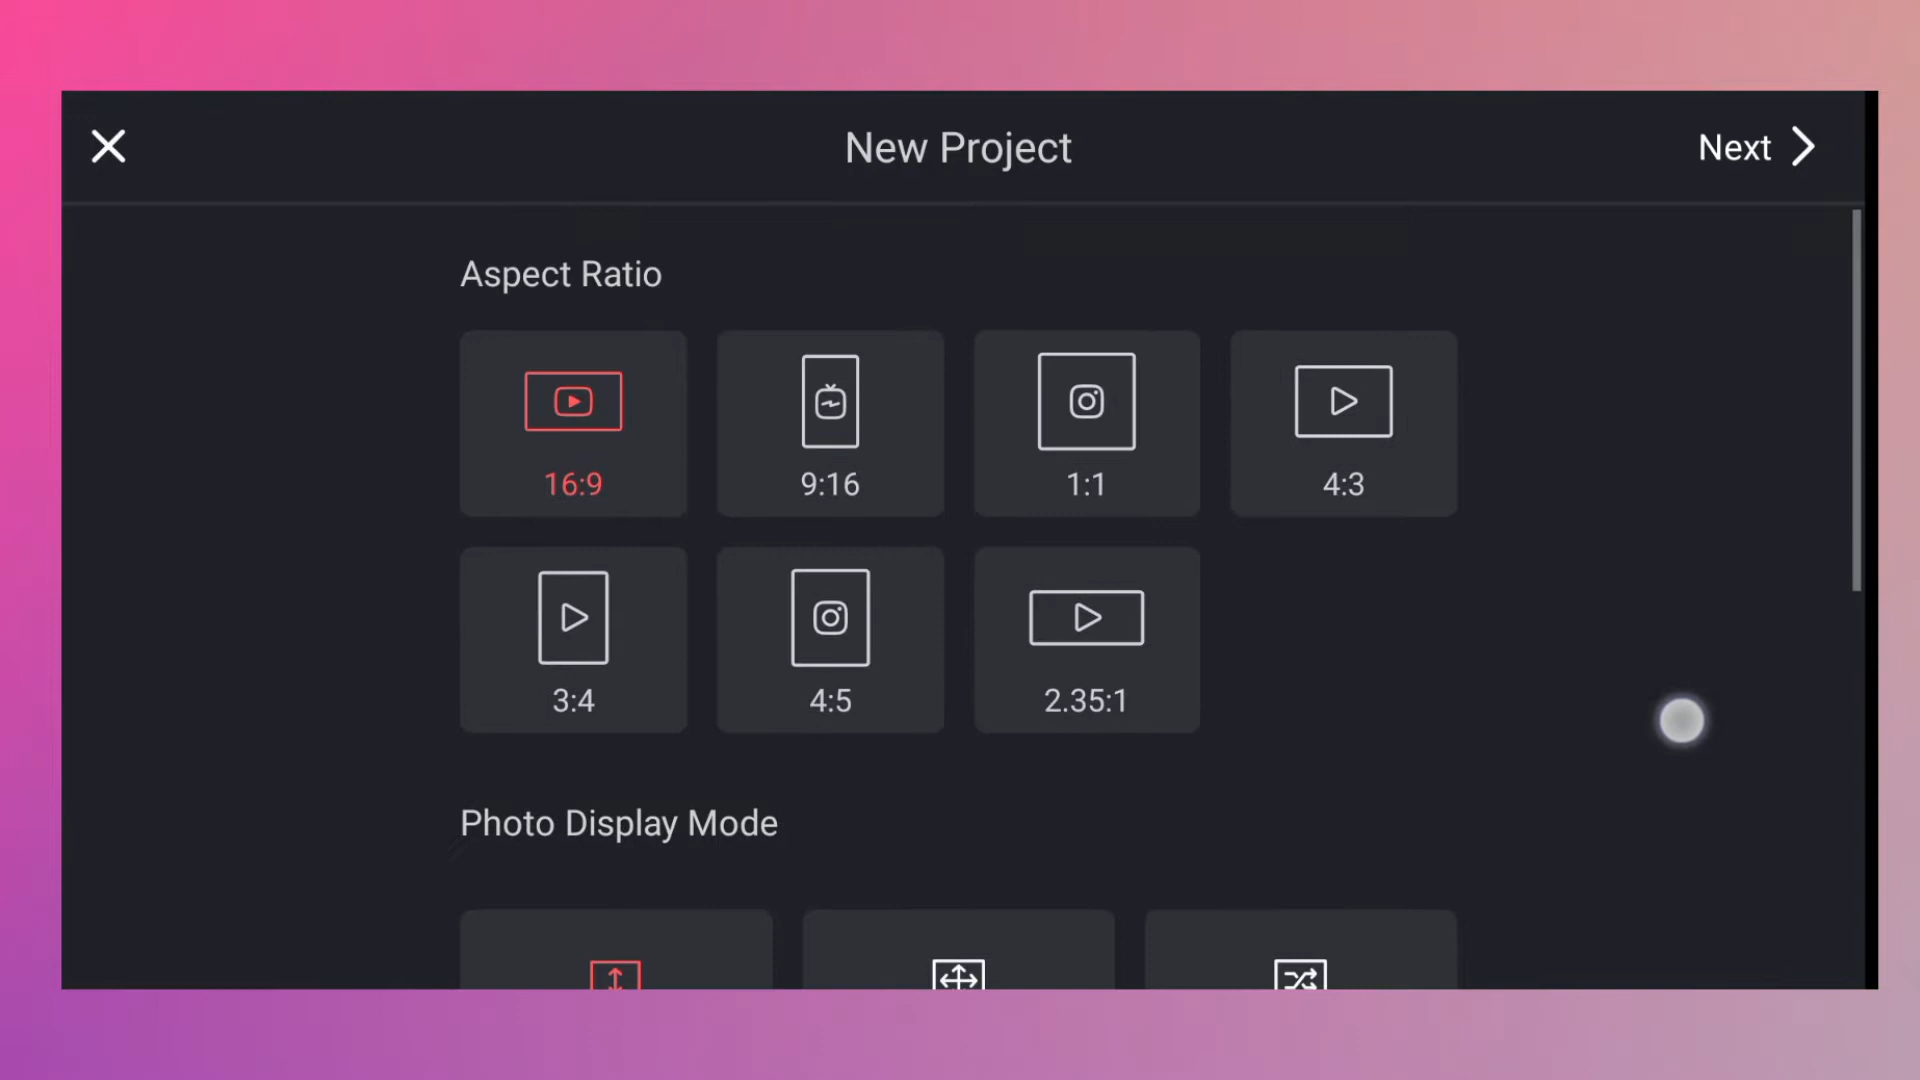 New Project
Next
Aspect Ratio
16:9
9:16
1:1
4:3
3:4
4:5
2.35:1
Photo Display Mode